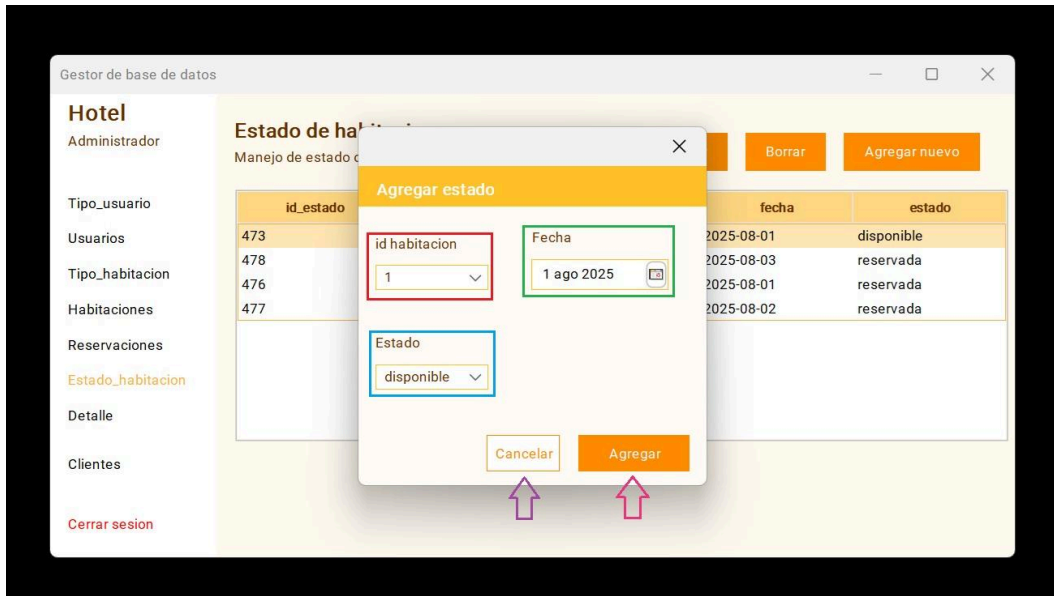 Gestor de base de datos
Hotel
Administrador
Tipo_usuario
Usuarios
Tipo_habitacion
Habitaciones
Reservaciones
Estado_habitacion
Detalle
Clientes
Cerrar sesion
Estado de
Manejo de estado
Borrar
Agregar nuevo
id_estado
fecha
estado
473
2025-08-01
disponible
478
2025-08-03
reservada
476
2025-08-01
reservada
477
2025-08-02
reservada
Agregar estado
id habitacion
Fecha
1
1 ago 2025
Estado
disponible
Cancelar
Agregar